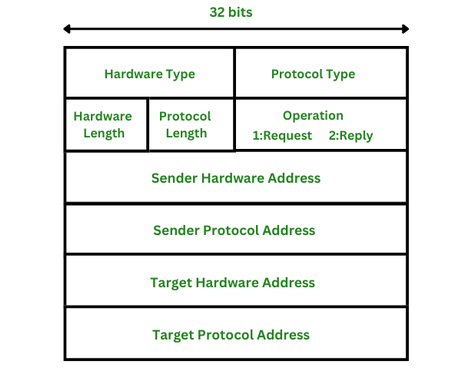 32 bits
Hardware Type
Protocol Type
Hardware
Length
Protocol
Length
Operation
1:Request 2:Reply
Sender Hardware Address
Sender Protocol Address
Target Hardware Address
Target Protocol Address